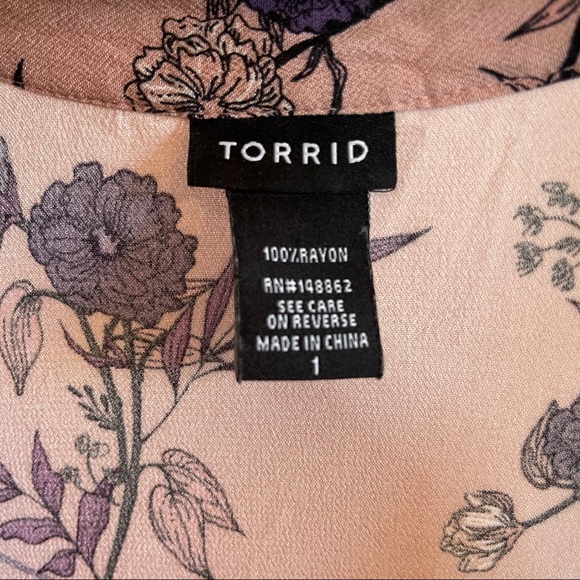 TORRID
100%RAYON
RN#148862
SEE CARE
ON REVERSE
MADE IN CHINA
1